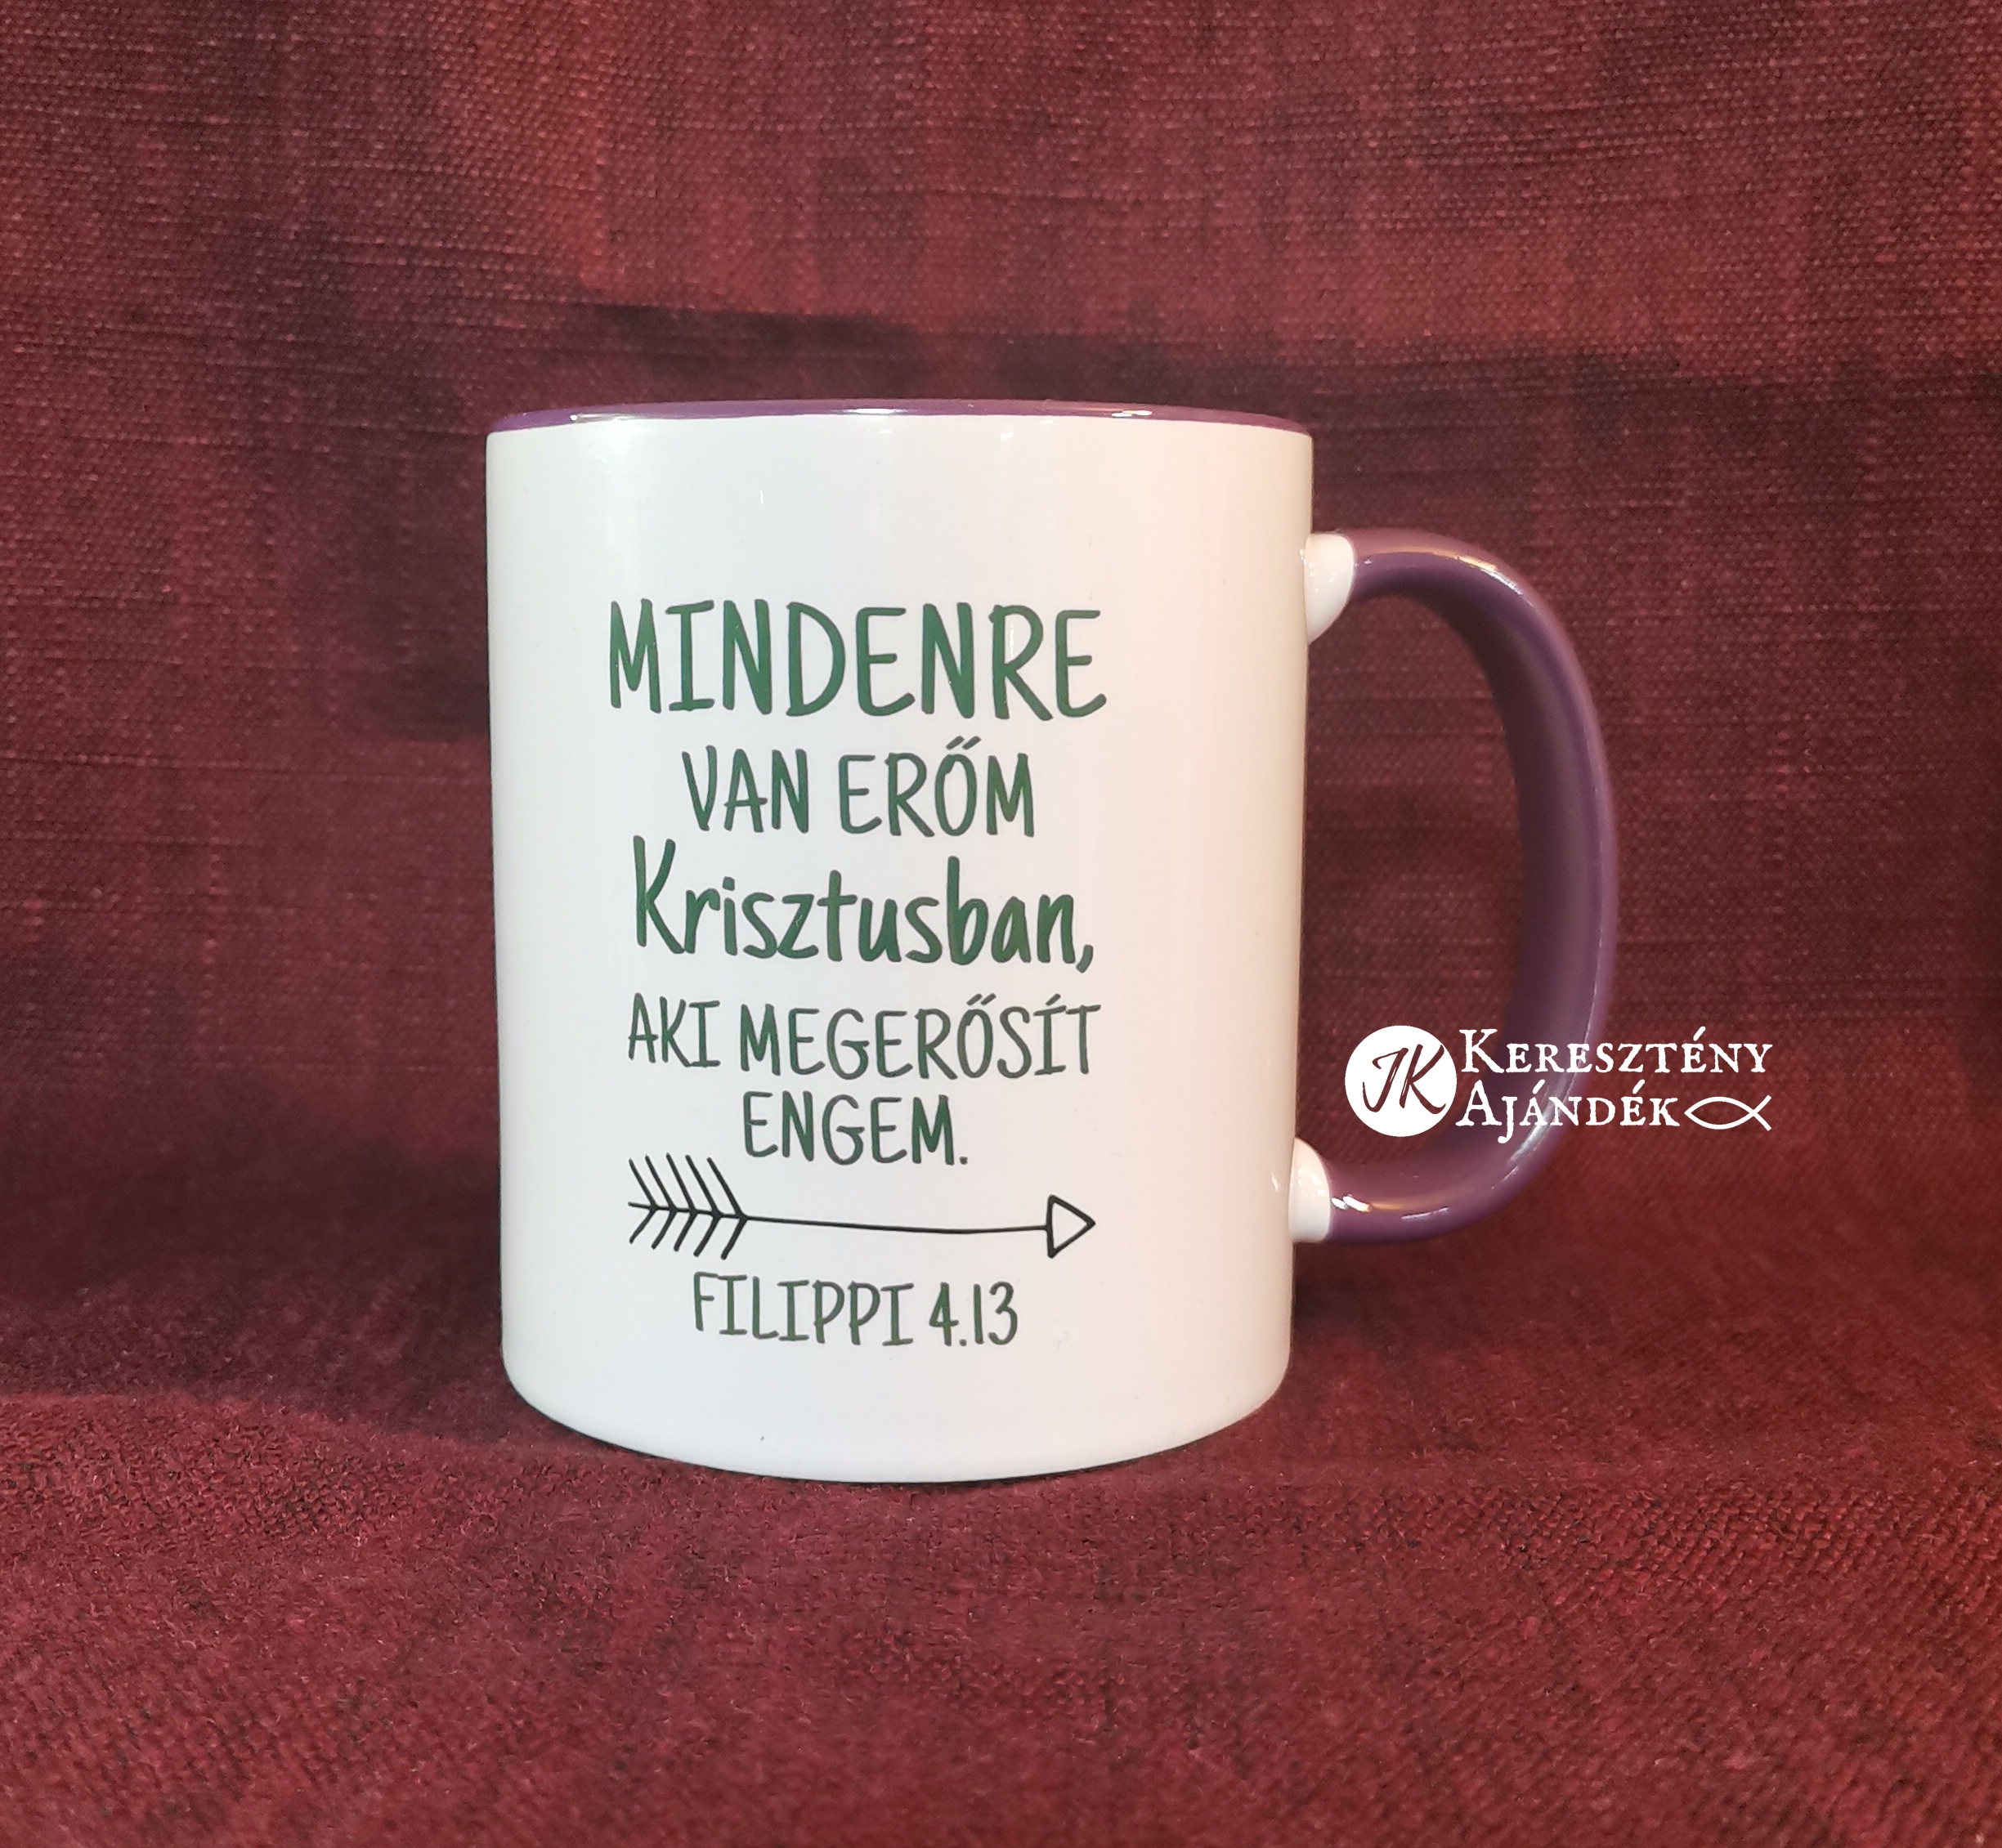 MINDENRE
VAN ERŐM
Krisztusban,
AKI MEGERŐSÍT
ENGEM.
FILIPPI 4.13
JK
KERESZTÉNY
AJÁNDÉK